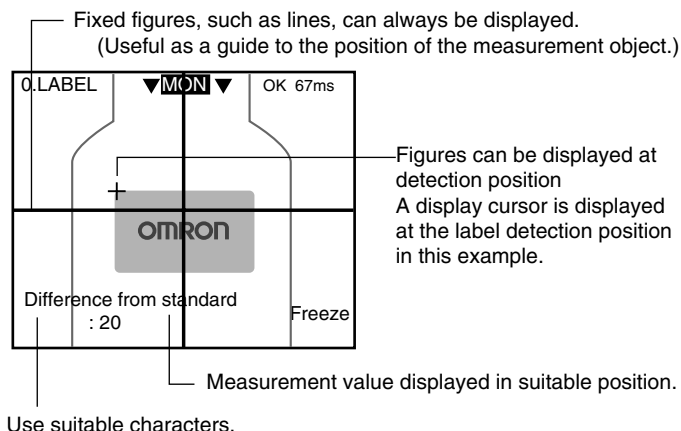 Fixed figures, such as lines, can always be displayed.
(Useful as a guide to the position of the measurement object.)
0.LABEL ▼MON▼ OK 67ms
Figures can be displayed at
detection position
A display cursor is displayed
at the label detection position
in this example.
OMRON
Difference from standard
: 20
Freeze
Measurement value displayed in suitable position.
Use suitable characters.